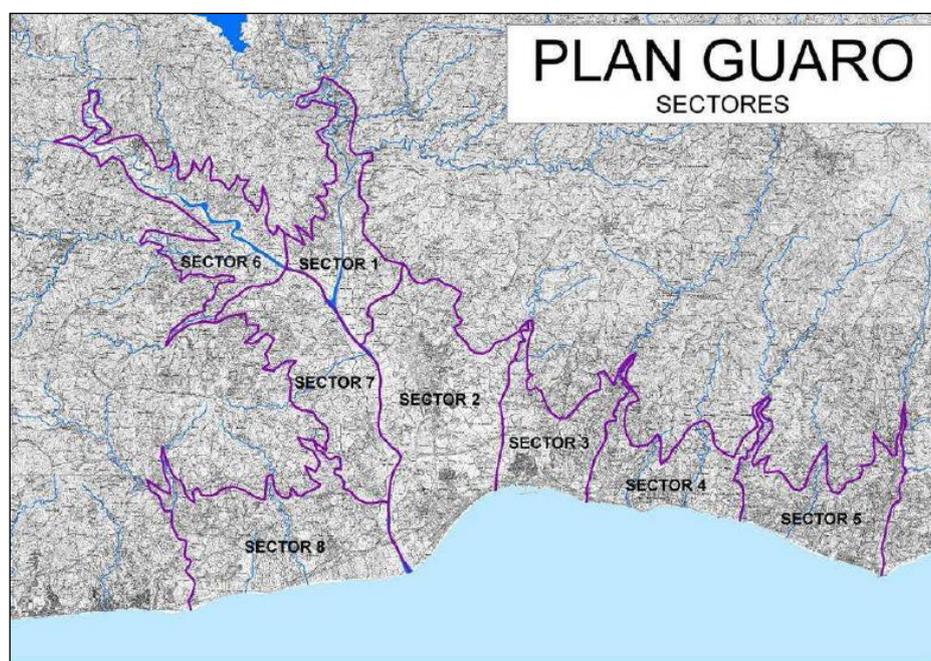 PLAN GUARO
SECTORES
SECTOR 6
SECTOR 1
SECTOR 7
SECTOR 2
SECTOR 3
SECTOR 4
SECTOR 5
SECTOR 8